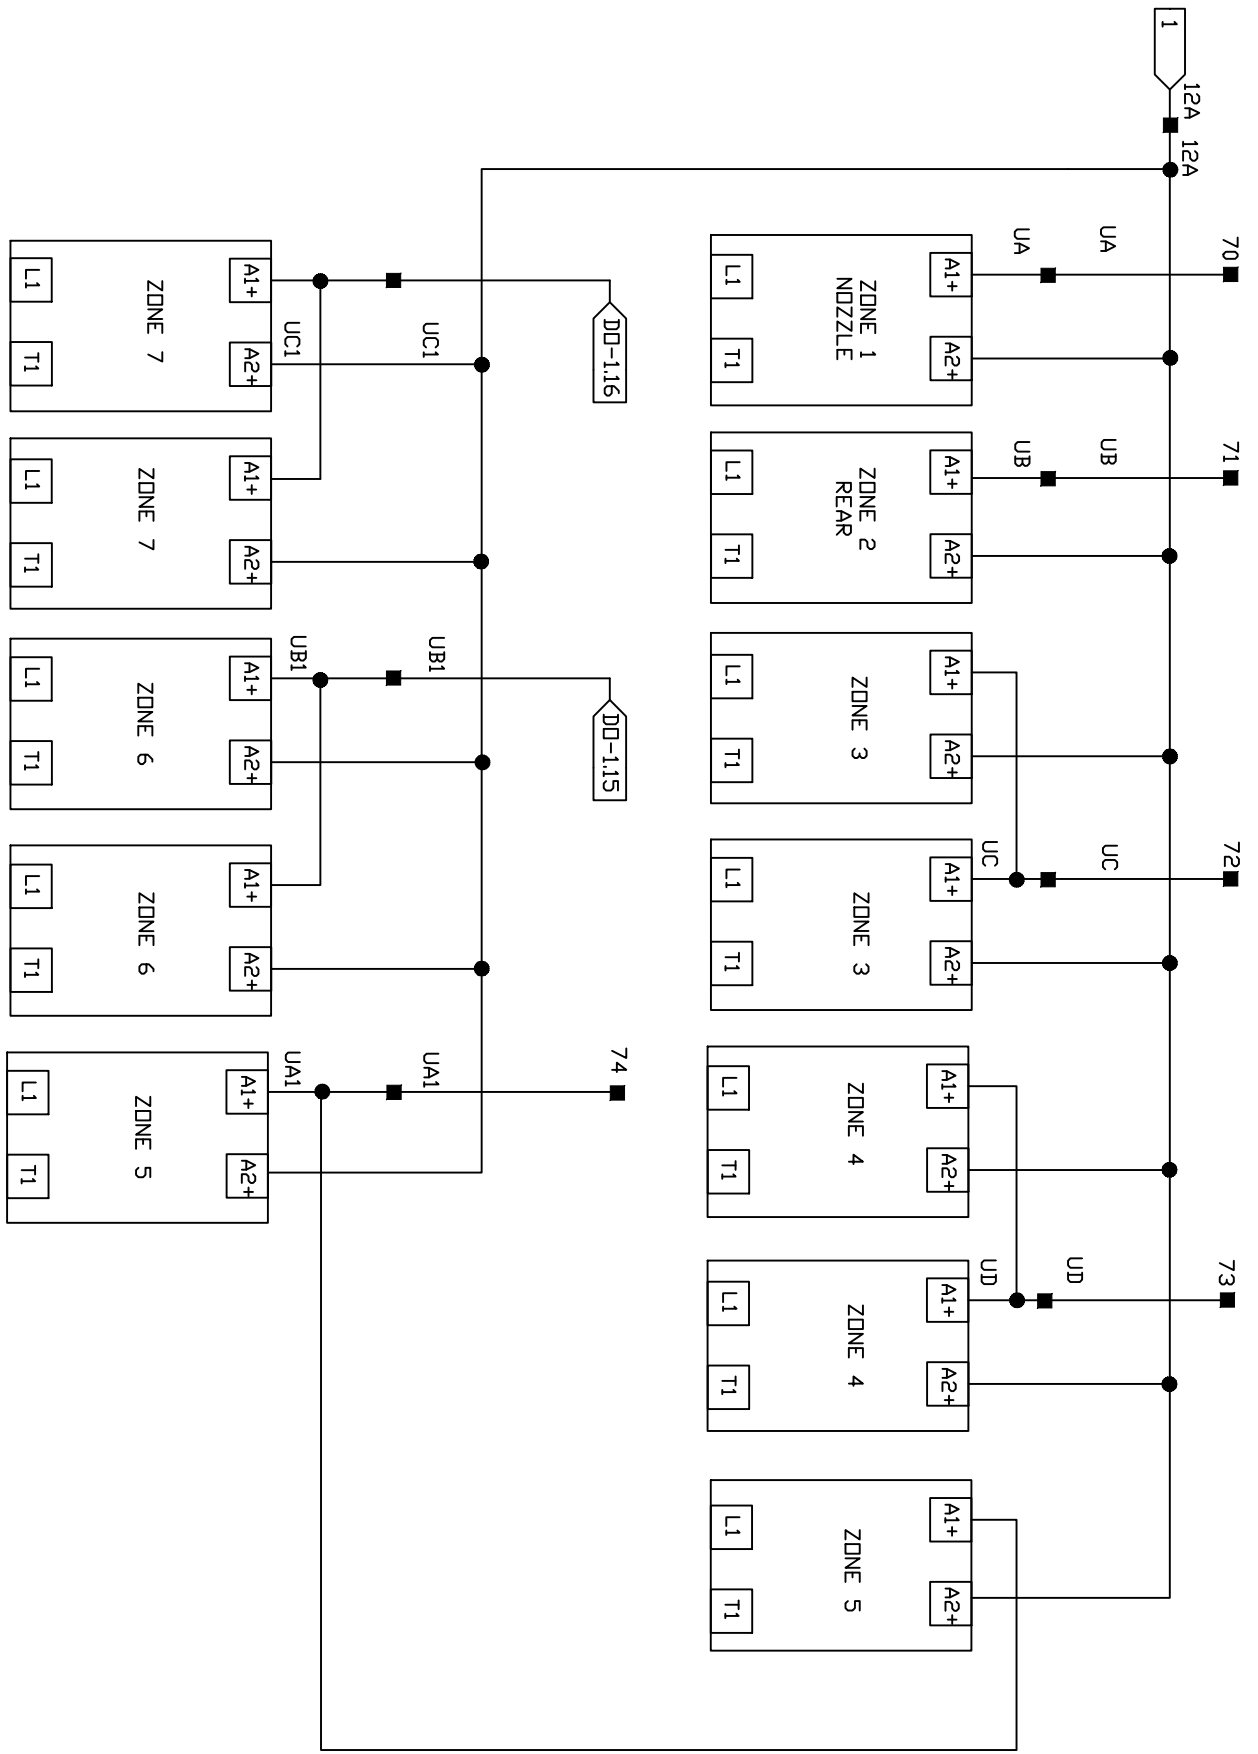 1
12A
12A
70
UA
UA
A1+
A2+
ZONE 1
NOZZLE
L1
T1
71
UB
UB
A1+
A2+
ZONE 2
REAR
L1
T1
A1+
A2+
ZONE 3
L1
T1
72
UC
UC
A1+
A2+
ZONE 3
L1
T1
A1+
A2+
ZONE 4
L1
T1
73
UD
UD
A1+
A2+
ZONE 4
L1
T1
A1+
A2+
ZONE 5
L1
T1
DO-1.16
UC1
UC1
A1+
A2+
ZONE 7
L1
T1
A1+
A2+
ZONE 7
L1
T1
DO-1.15
UB1
UB1
A1+
A2+
ZONE 6
L1
T1
A1+
A2+
ZONE 6
L1
T1
74
UA1
UA1
A1+
A2+
ZONE 5
L1
T1